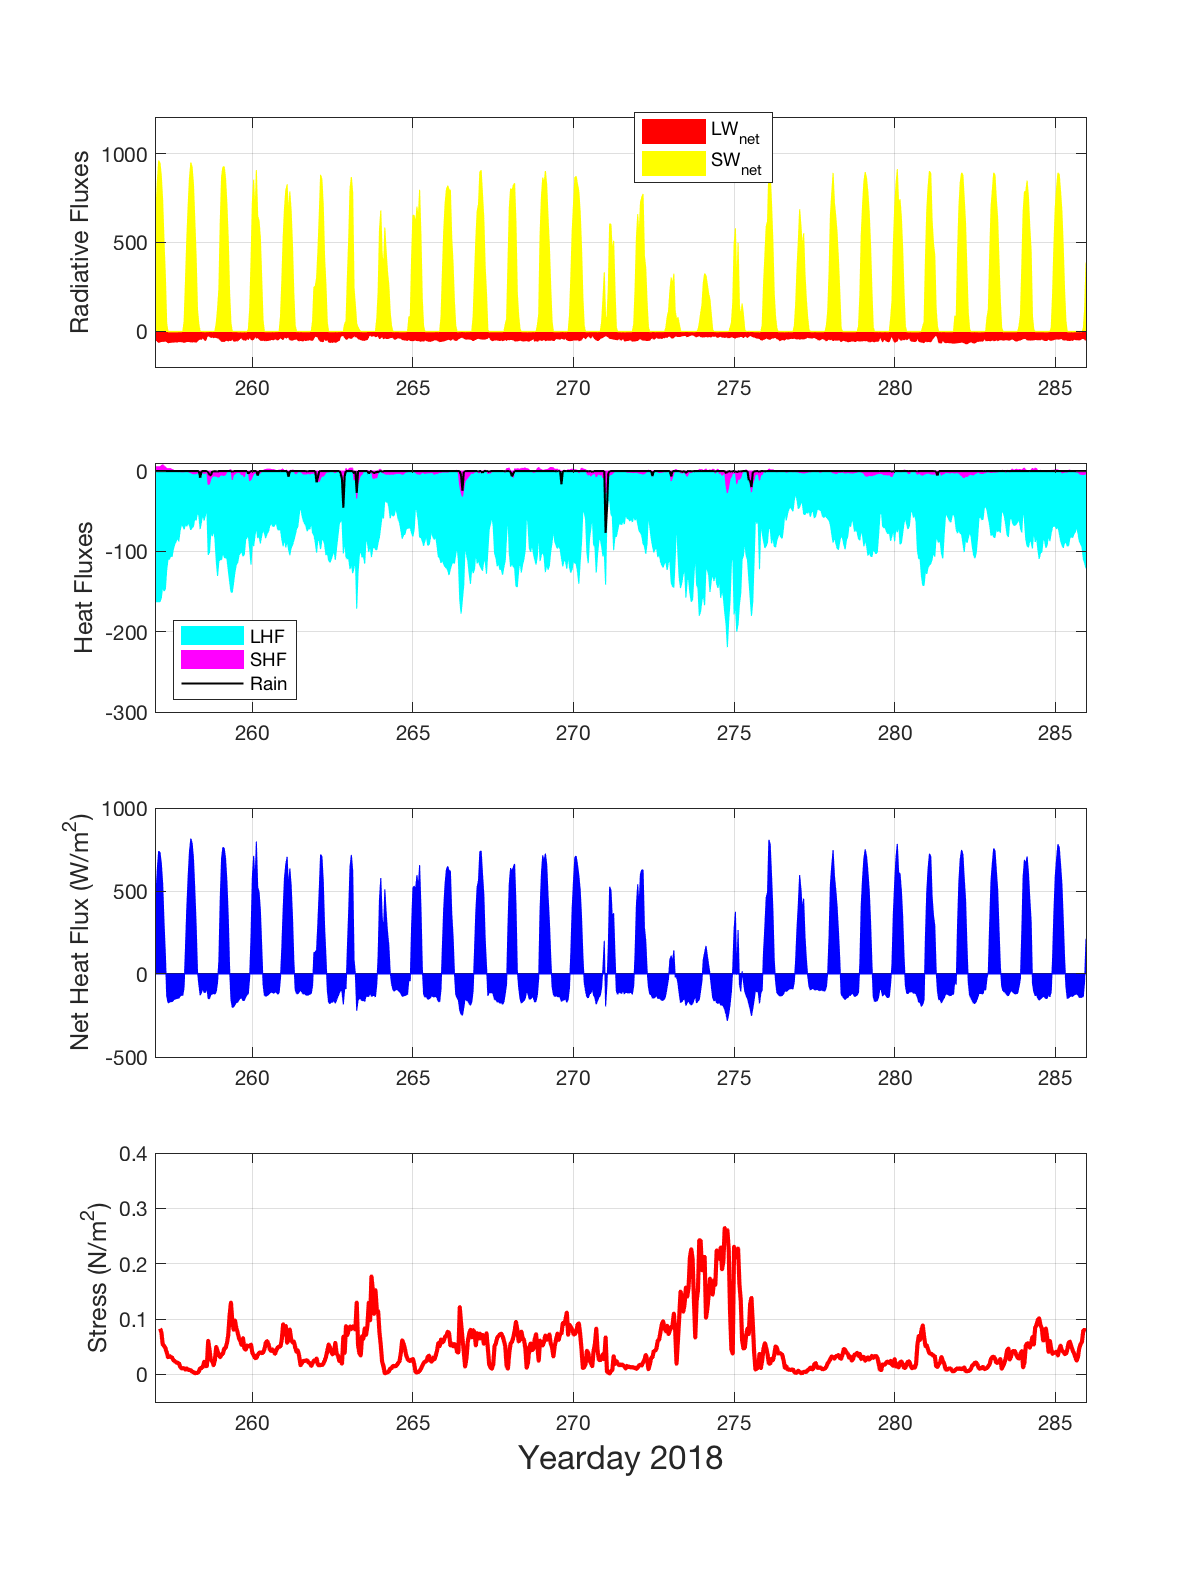 LWnet
SWnet
Radiative Fluxes
1000
500
0
260 265 270 275 280 285
Heat Fluxes
0
-100
-200
-300
LHF
SHF
Rain
260 265 270 275 280 285
Net Heat Flux (W/m2)
1000
500
0
-500
260 265 270 275 280 285
Stress (N/m2)
0.4
0.3
0.2
0.1
0
260 265 270 275 280 285
Yearday 2018